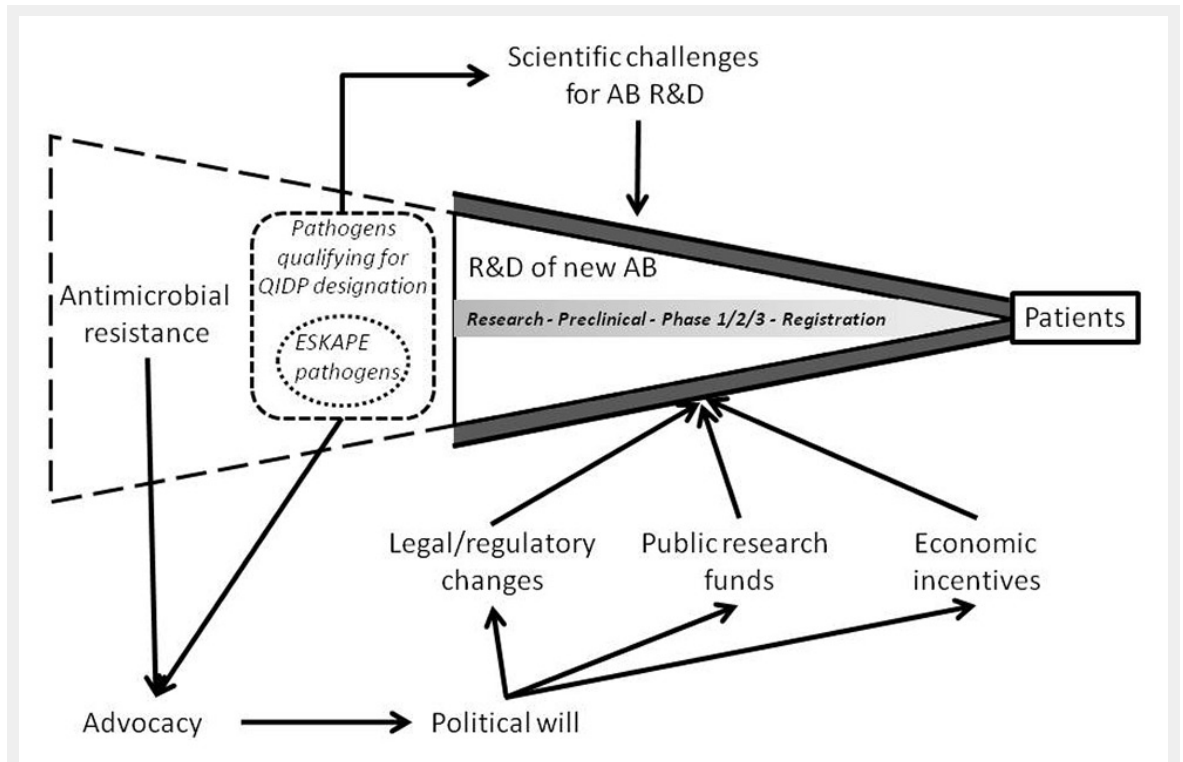 Scientific challenges
for AB R&D
Pathogens
qualifying for
QIDP designation
ESKAPE
pathogens
Antimicrobial
resistance
R&D of new AB
Research - Preclinical - Phase 1/2/3 - Registration
Patients
Legal/regulatory
changes
Public research
funds
Economic
incentives
Advocacy
Political will